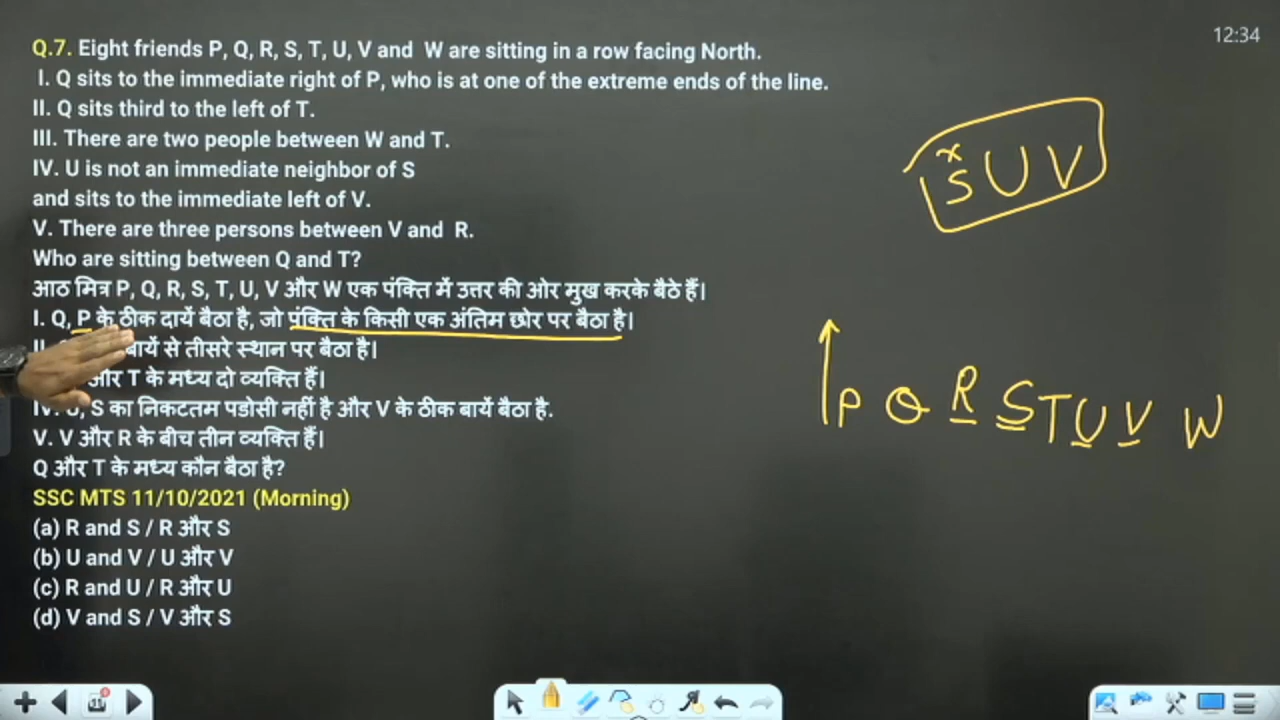 12:34
Q.7. Eight friends P, Q, R, S, T, U, V and W are sitting in a row facing North.
I. Q sits to the immediate right of P, who is at one of the extreme ends of the line.
II. Q sits third to the left of T.
III. There are two people between W and T.
IV. U is not an immediate neighbor of S
and sits to the immediate left of V.
V. There are three persons between V and R.
Who are sitting between Q and T?
आठ मित्र P, Q, R, S, T, U, V और W एक पंक्ति में उत्तर की ओर मुख करके बैठे हैं।
I. Q, P के ठीक दायें बैठा है, जो पंक्ति के किसी एक अंतिम छोर पर बैठा है।
बायें से तीसरे स्थान पर बैठा है।
और T के मध्य दो व्यक्ति हैं।
IV. U, S का निकटतम पडोसी नहीं है और V के ठीक बायें बैठा है.
V. V और R के बीच तीन व्यक्ति हैं।
Q और T के मध्य कौन बैठा है?
SSC MTS 11/10/2021 (Morning)
(a) R and S / R और S
(b) U and V / U और V
(c) R and U / R और U
(d) V and S / V और S
x
S U V
P Q R S T U V W